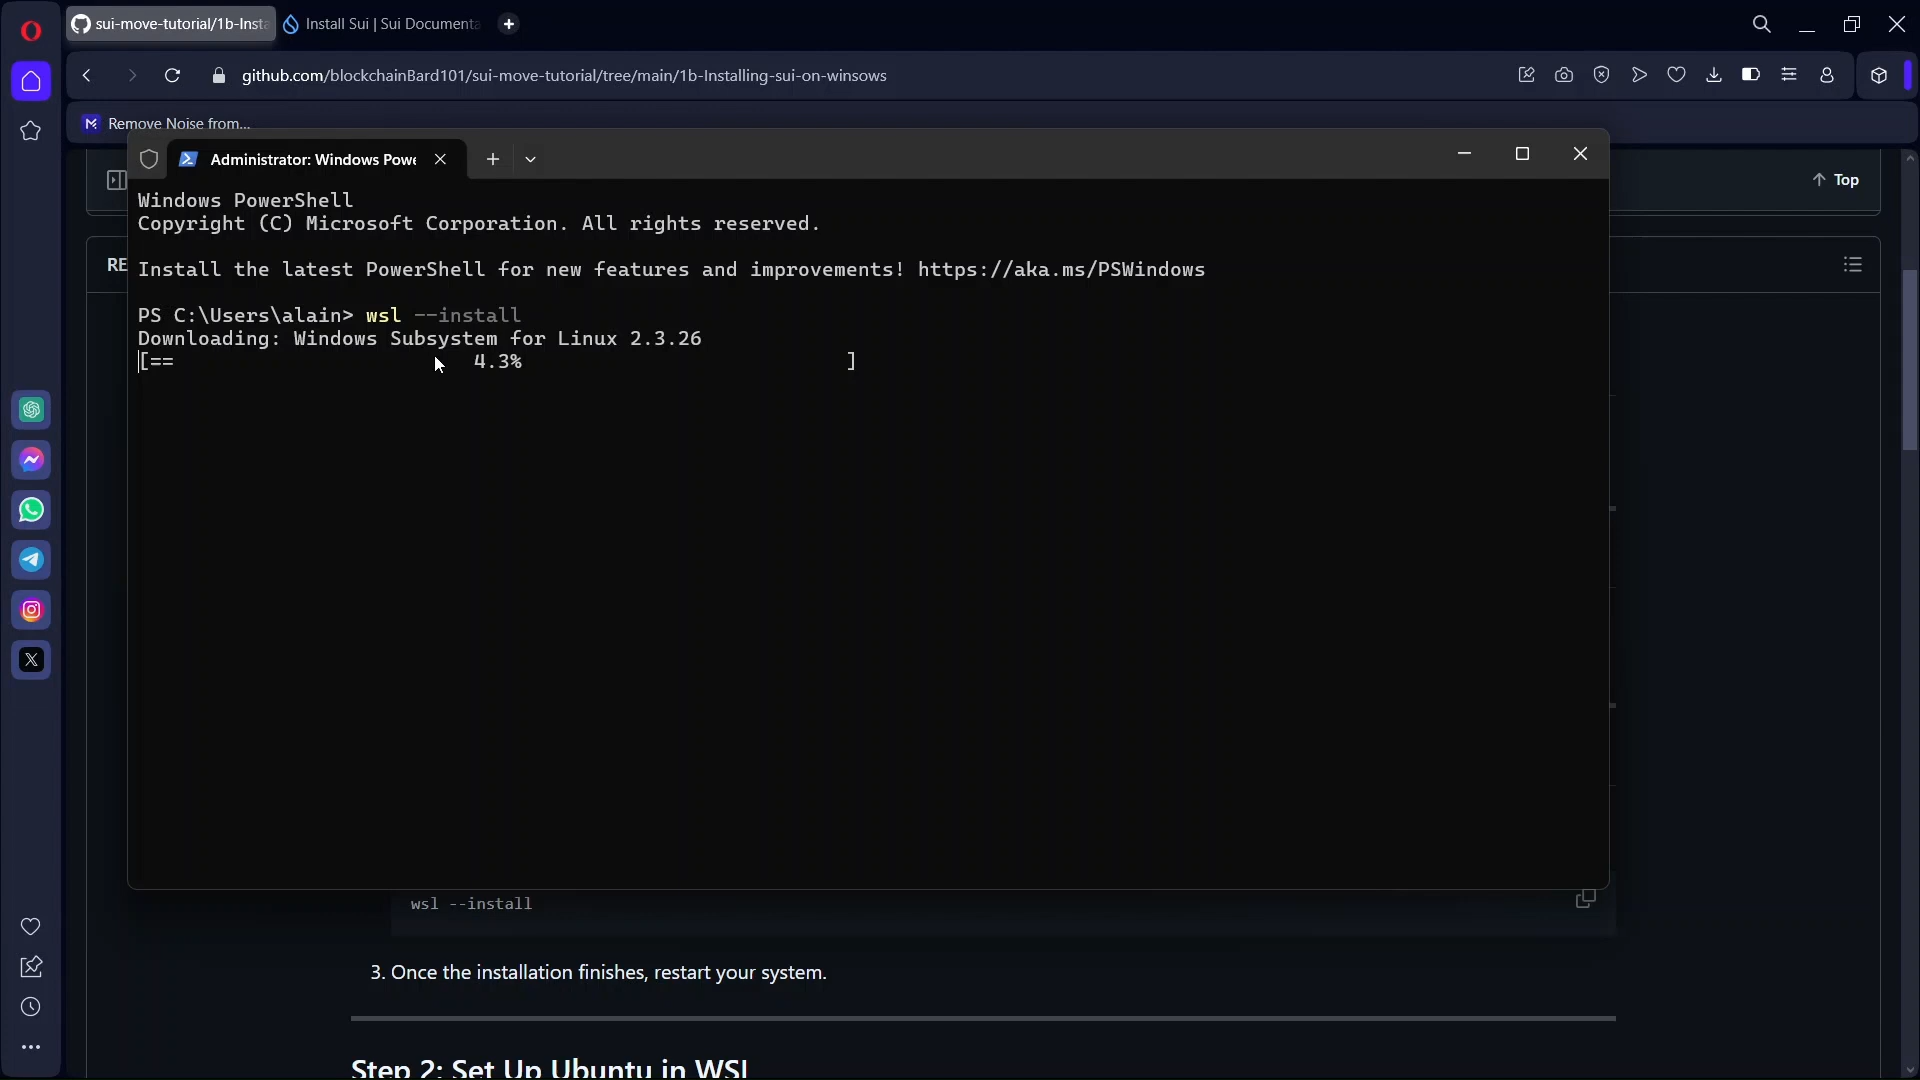 sui-move-tutorial/1b-Insta
Install Sui | Sui Documenta
github.com/blockchainBard101/sui-move-tutorial/tree/main/1b-Installing-sui-on-winsows
Remove Noise from...
Administrator: Windows Powe
Top
RE
Windows PowerShell
Copyright (C) Microsoft Corporation. All rights reserved.
Install the latest PowerShell for new features and improvements! https://aka.ms/PSWindows
PS C:\Users\alain> wsl --install
Downloading: Windows Subsystem for Linux 2.3.26
[== 4.3% ]
wsl --install
3. Once the installation finishes, restart your system.
Step 2: Set Up Ubuntu in WSL